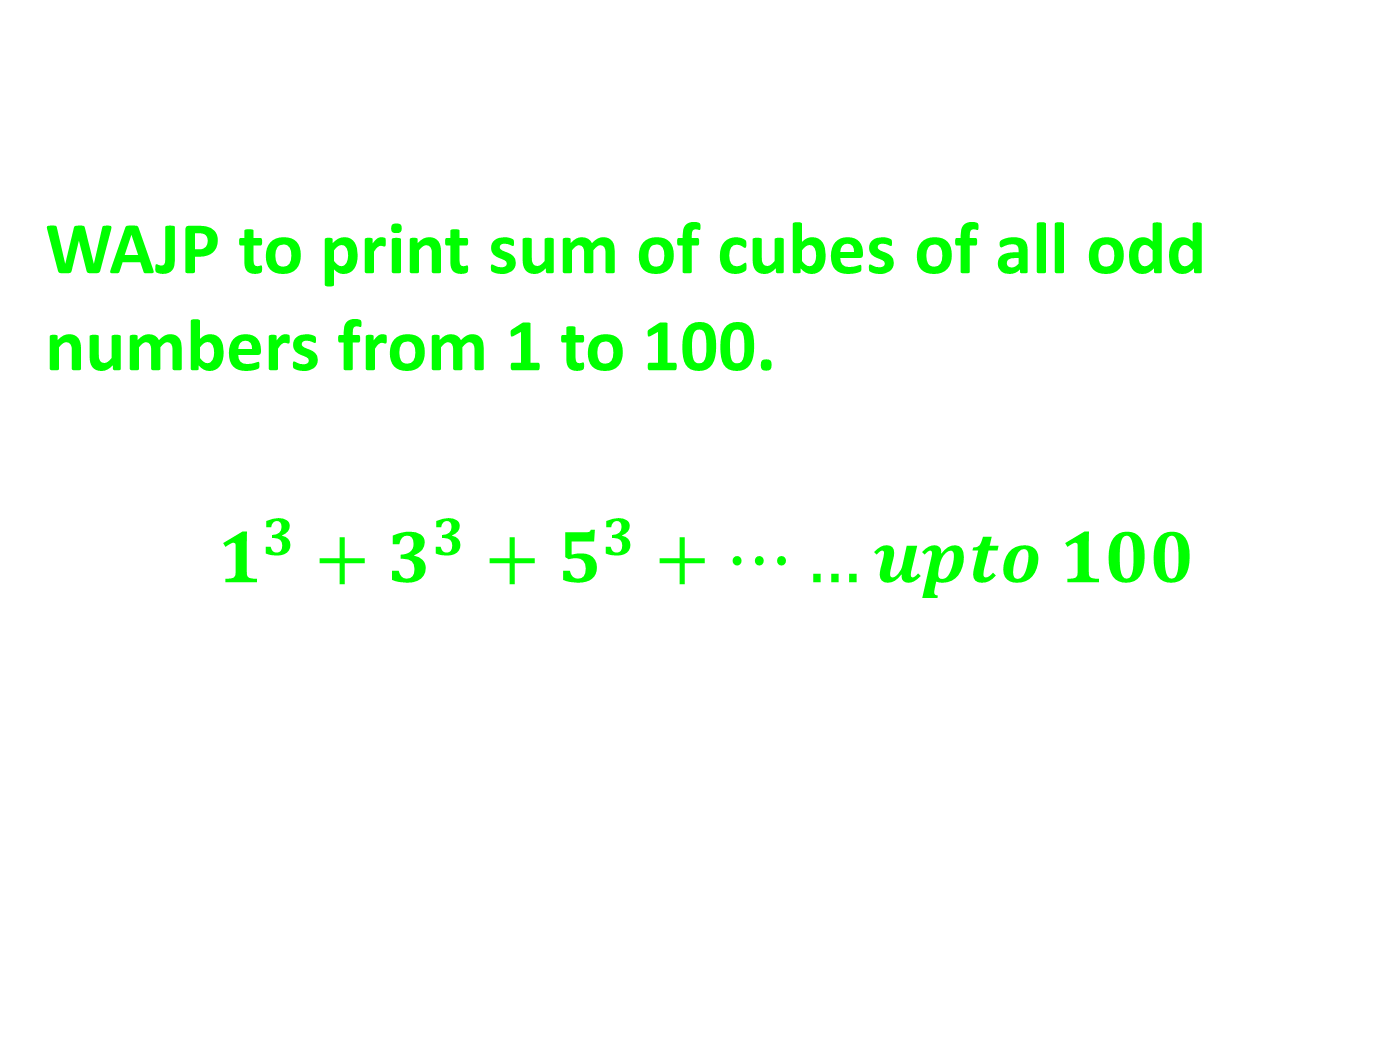 WAJP to print sum of cubes of all odd
numbers from 1 to 100.
1³ + 3³ + 5³ + ⋯ … upto 100